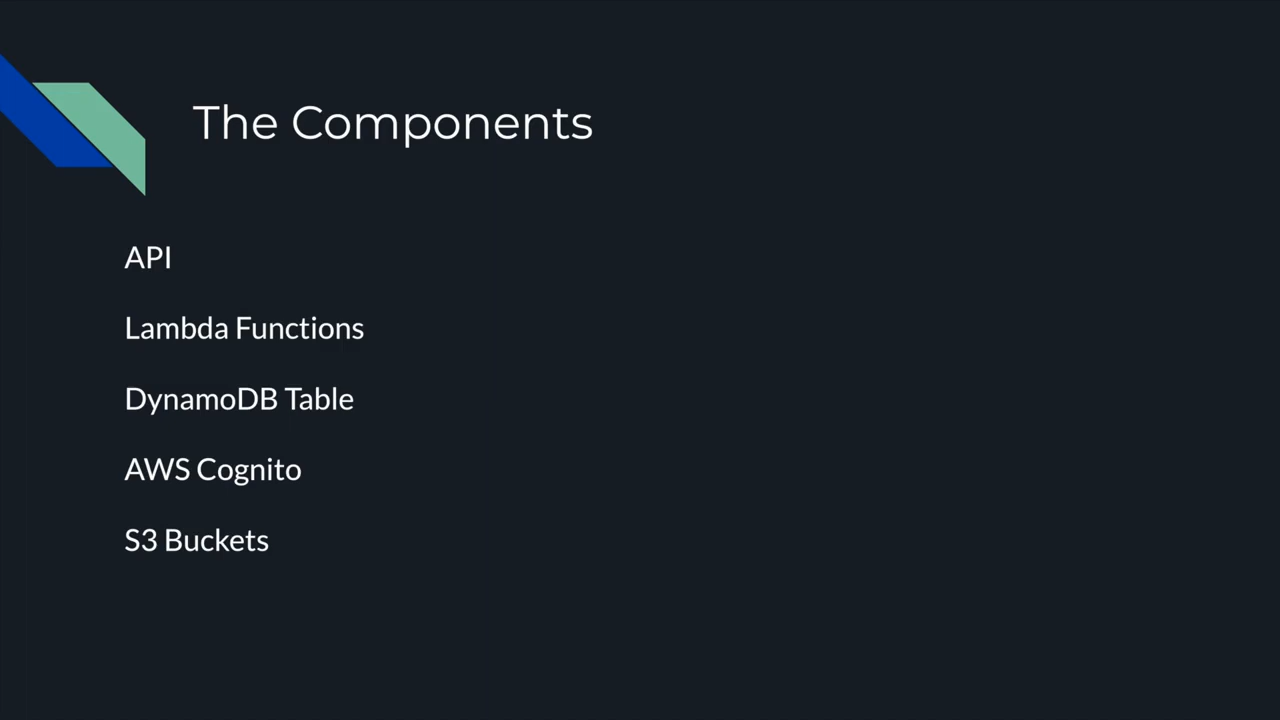 The Components
API
Lambda Functions
DynamoDB Table
AWS Cognito
S3 Buckets